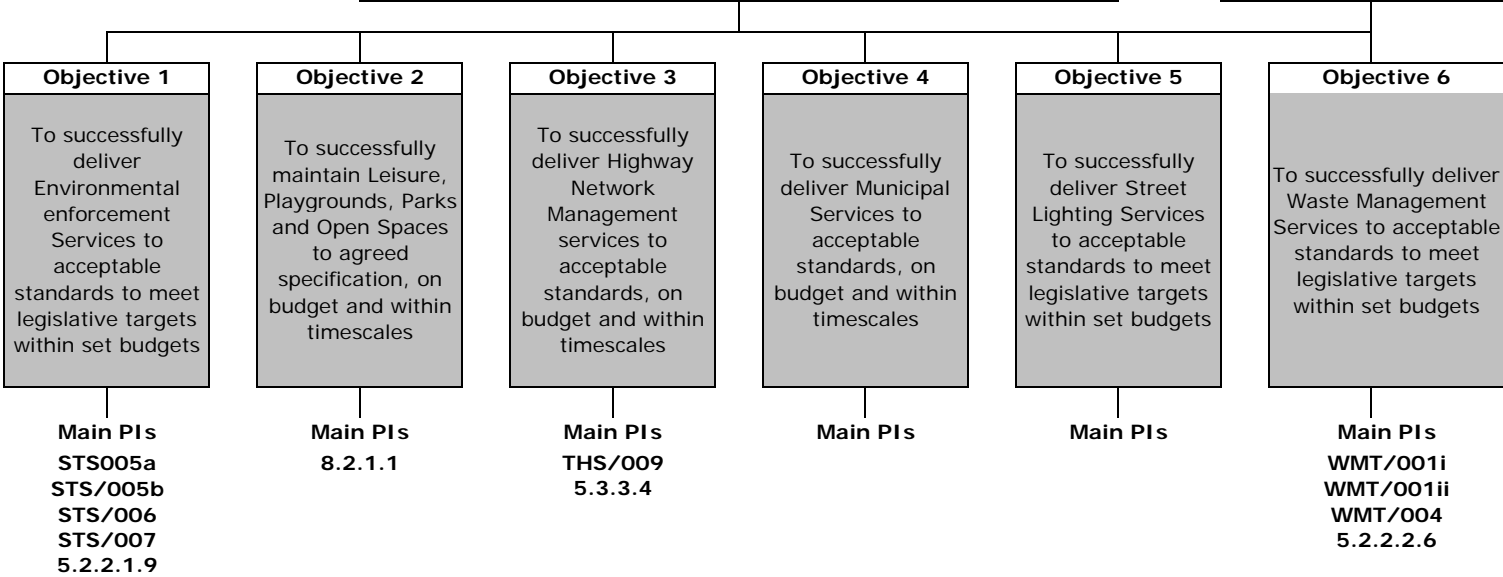 Objective 1
To successfully
deliver
Environmental
enforcement
Services to
acceptable
standards to meet
legislative targets
within set budgets
Main PIs
STS005a
STS/005b
STS/006
STS/007
5.2.2.1.9
Objective 2
To successfully
maintain Leisure,
Playgrounds, Parks
and Open Spaces
to agreed
specification, on
budget and within
timescales
Main PIs
8.2.1.1
Objective 3
To successfully
deliver Highway
Network
Management
services to
acceptable
standards, on
budget and within
timescales
Main PIs
THS/009
5.3.3.4
Objective 4
To successfully
deliver Municipal
Services to
acceptable
standards, on
budget and within
timescales
Main PIs
Objective 5
To successfully
deliver Street
Lighting Services
to acceptable
standards to meet
legislative targets
within set budgets
Main PIs
Objective 6
To successfully deliver
Waste Management
Services to acceptable
standards to meet
legislative targets
within set budgets
Main PIs
WMT/001i
WMT/001ii
WMT/004
5.2.2.2.6